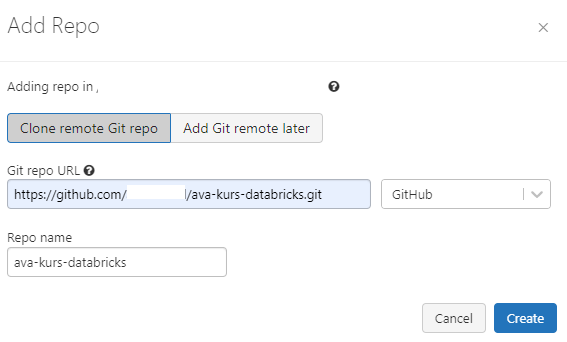 Add Repo
×
Adding repo in ,
?
Clone remote Git repo
Add Git remote later
Git repo URL ?
https://github.com/ /ava-kurs-databricks.git
GitHub
Repo name
ava-kurs-databricks
Cancel
Create